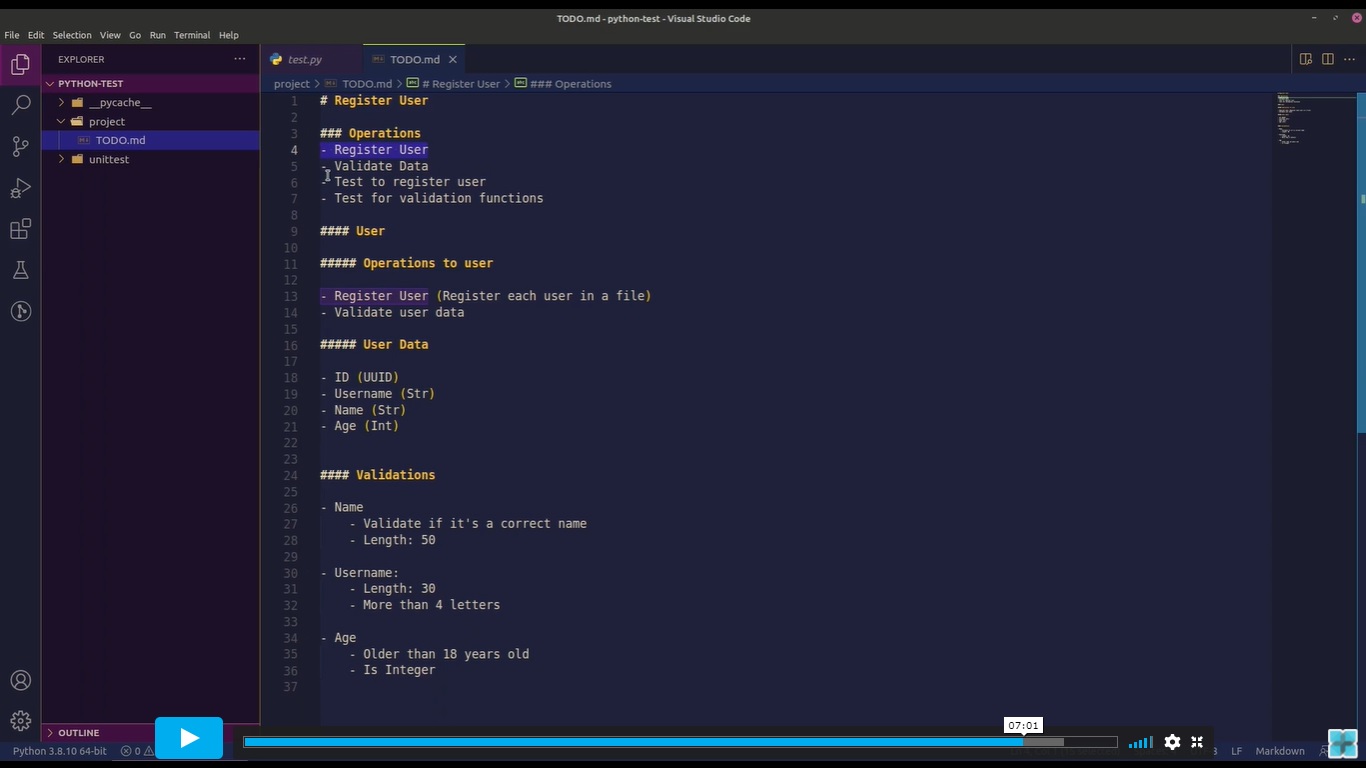 TODO.md - python-test - Visual Studio Code
File Edit Selection View Go Run Terminal Help
EXPLORER
PYTHON-TEST
__pycache__
project
TODO.md
unittest
OUTLINE
test.py TODO.md
project > TODO.md > # Register User > ### Operations
1 # Register User
2
3 ### Operations
4 - Register User
5 - Validate Data
6 - Test to register user
7 - Test for validation functions
8
9 #### User
10
11 ##### Operations to user
12
13 - Register User (Register each user in a file)
14 - Validate user data
15
16 ##### User Data
17
18 - ID (UUID)
19 - Username (Str)
20 - Name (Str)
21 - Age (Int)
22
23
24 #### Validations
25
26 - Name
27 - Validate if it's a correct name
28 - Length: 50
29
30 - Username:
31 - Length: 30
32 - More than 4 letters
33
34 - Age
35 - Older than 18 years old
36 - Is Integer
37
07:01
Python 3.8.10 64-bit 0 8 LF Markdown